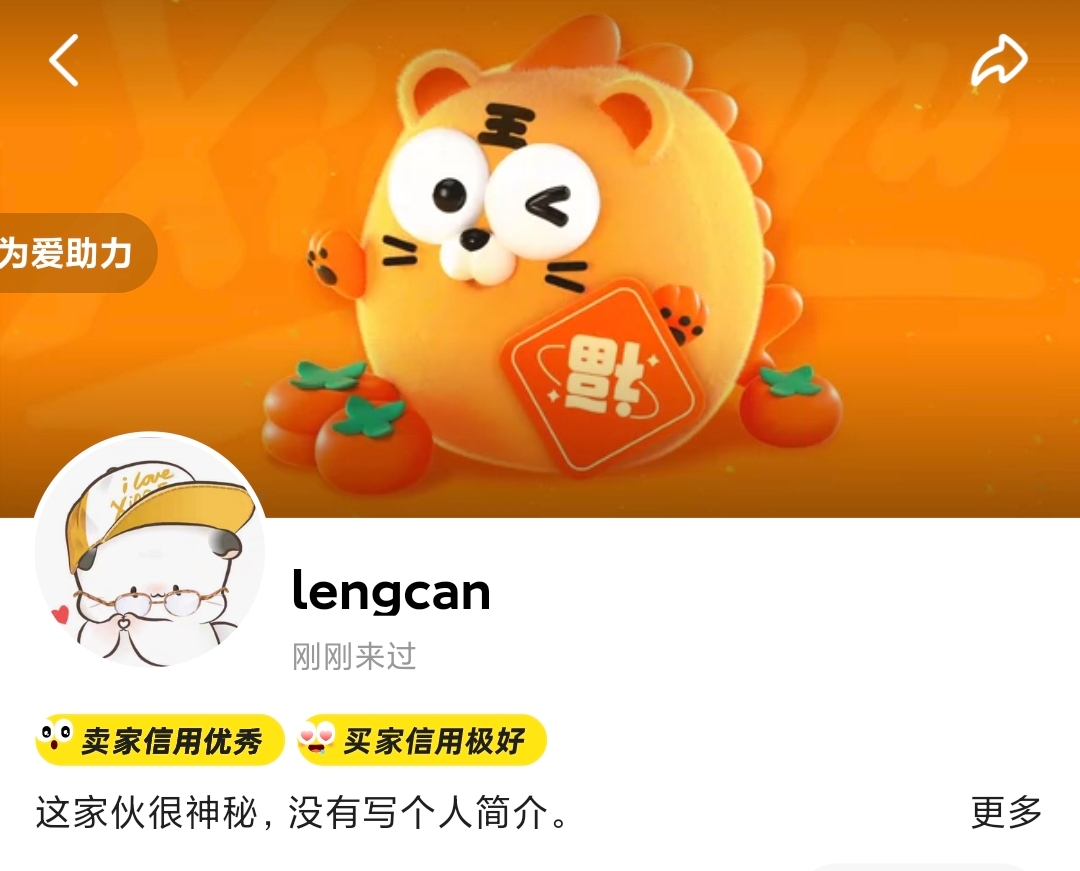 王
为爱助力
福
i love
lengcan
刚刚来过
卖家信用优秀
买家信用极好
这家伙很神秘，没有写个人简介。
更多